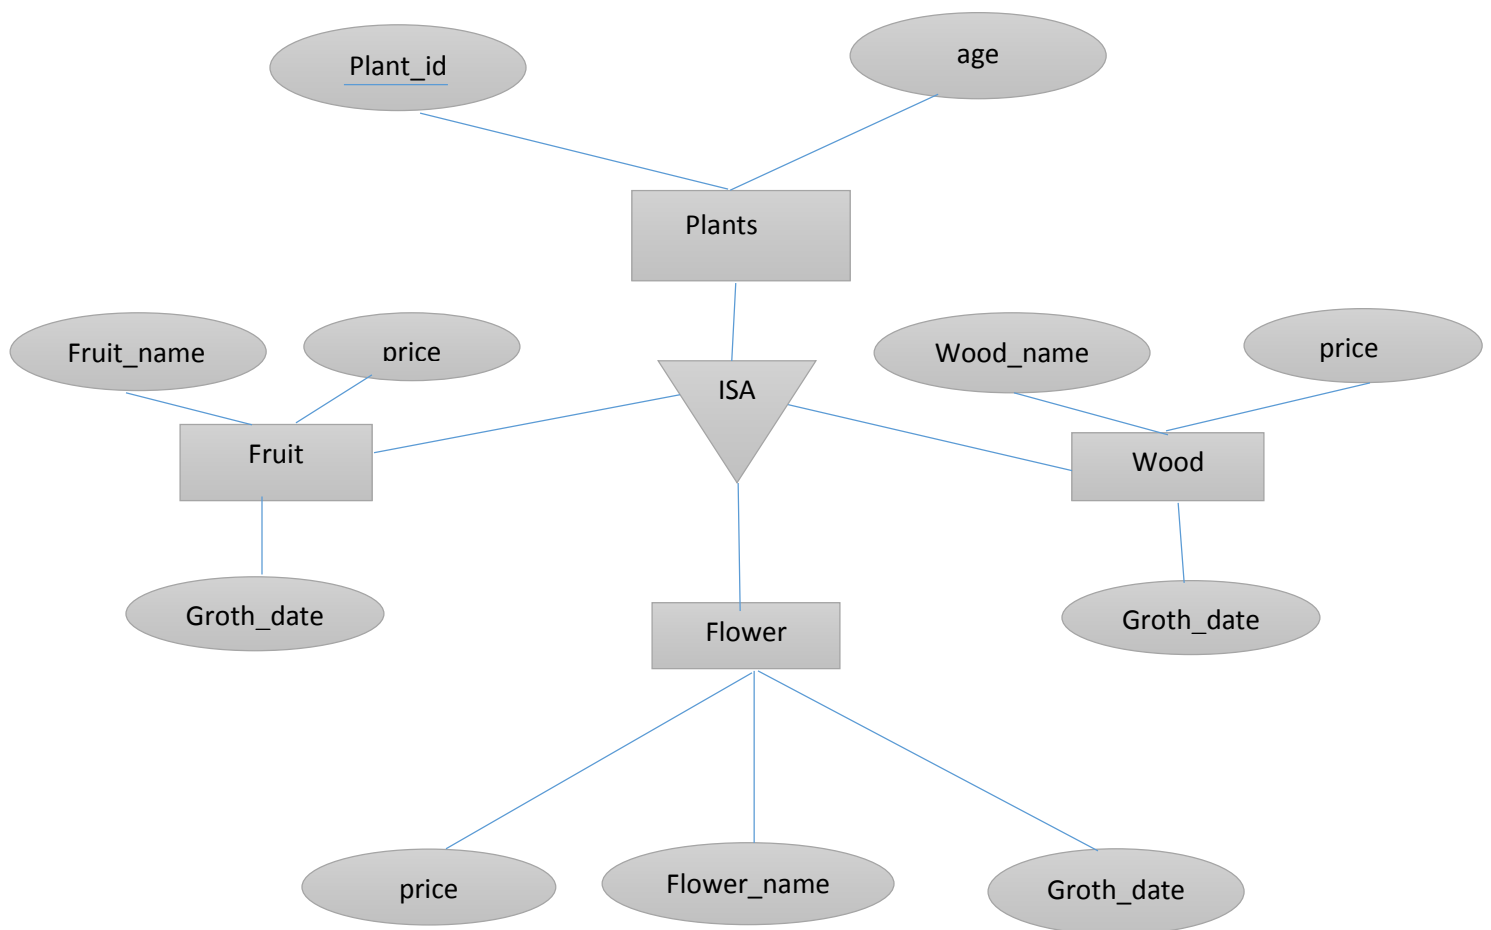 Plant_id
age
Plants
Fruit_name
price
Wood_name
price
ISA
Fruit
Wood
Groth_date
Flower
Groth_date
price
Flower_name
Groth_date